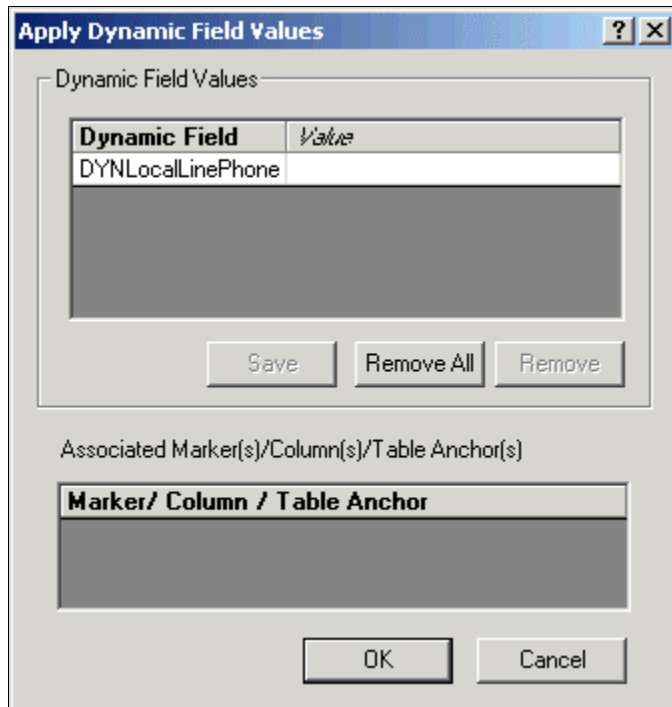 Apply Dynamic Field Values
Dynamic Field Values
Dynamic Field Value
DYNLocalLinePhone
Save Remove All Remove
Associated Marker(s)/Column(s)/Table Anchor(s)
Marker/ Column / Table Anchor
OK Cancel